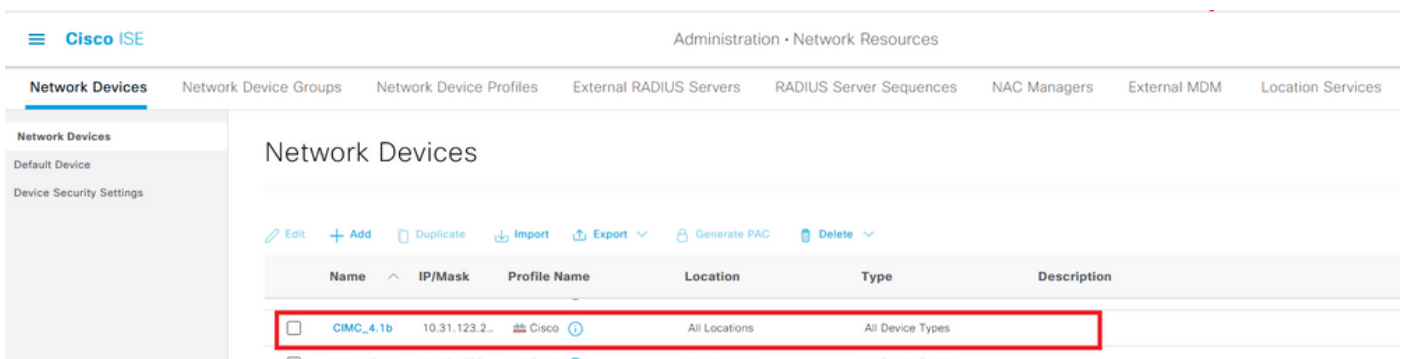 Cisco ISE
Administration · Network Resources
Network Devices Network Device Groups Network Device Profiles External RADIUS Servers RADIUS Server Sequences NAC Managers External MDM Location Services
Network Devices
Default Device
Device Security Settings
Network Devices
Edit Add Duplicate Import Export Generate PAC Delete
Name IP/Mask Profile Name Location Type Description
CIMC_4.1b 10.31.123.2... Cisco All Locations All Device Types